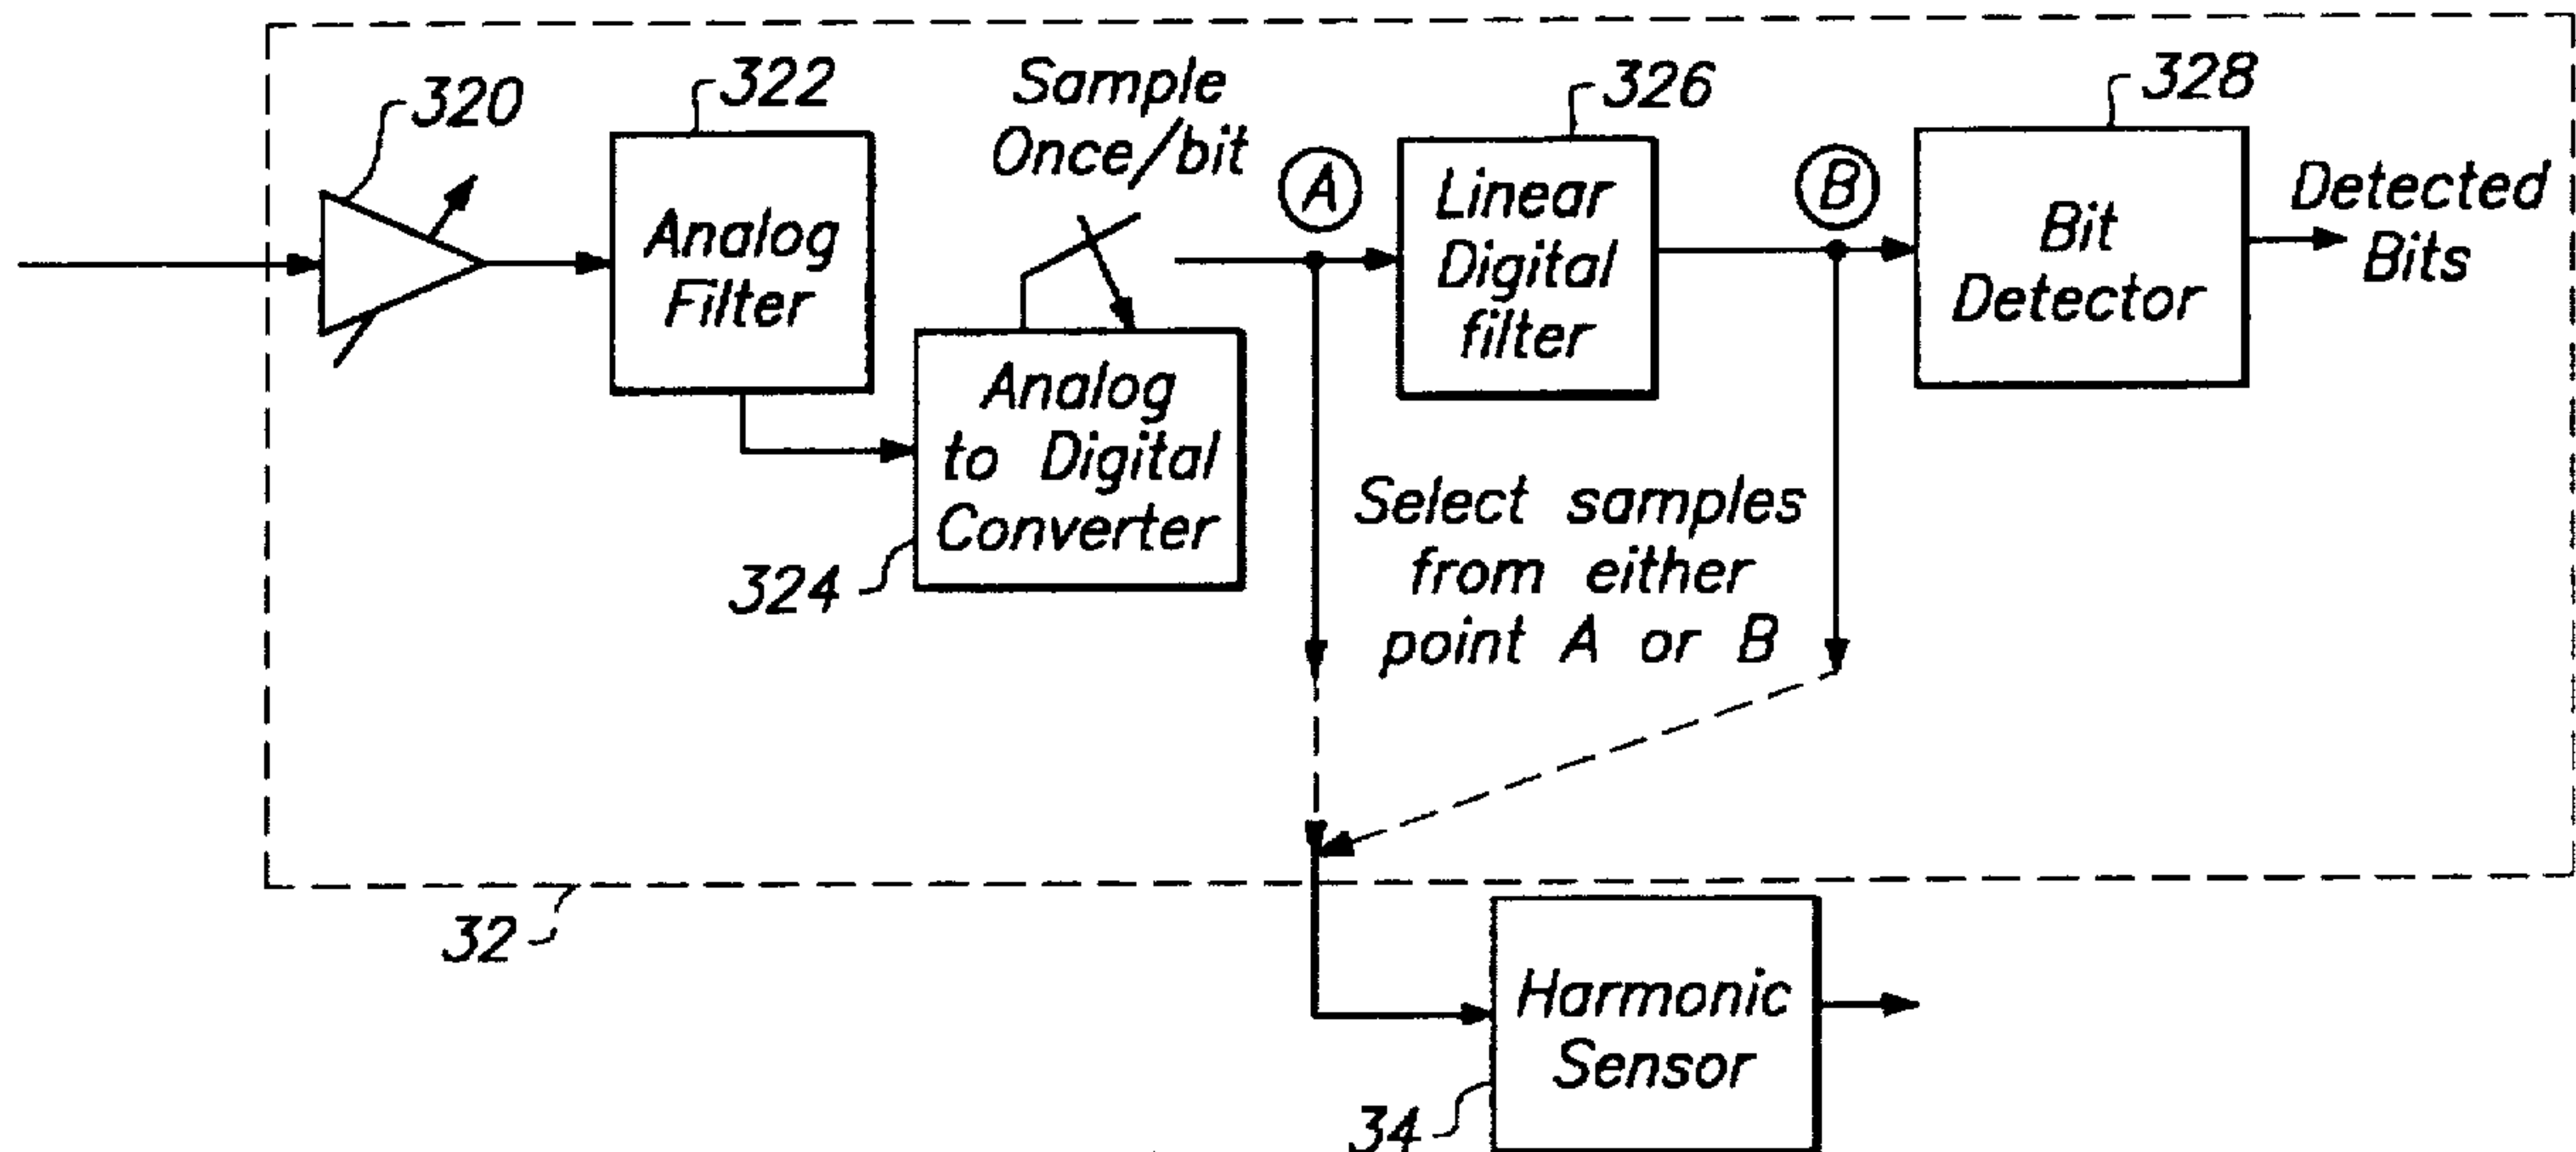 320
322
Sample
Once/bit
326
328
A
B
Analog
Filter
Linear
Digital
filter
Bit
Detector
Detected
Bits
Analog
to Digital
Converter
324
Select samples
from either
point A or B
32
Harmonic
Sensor
34